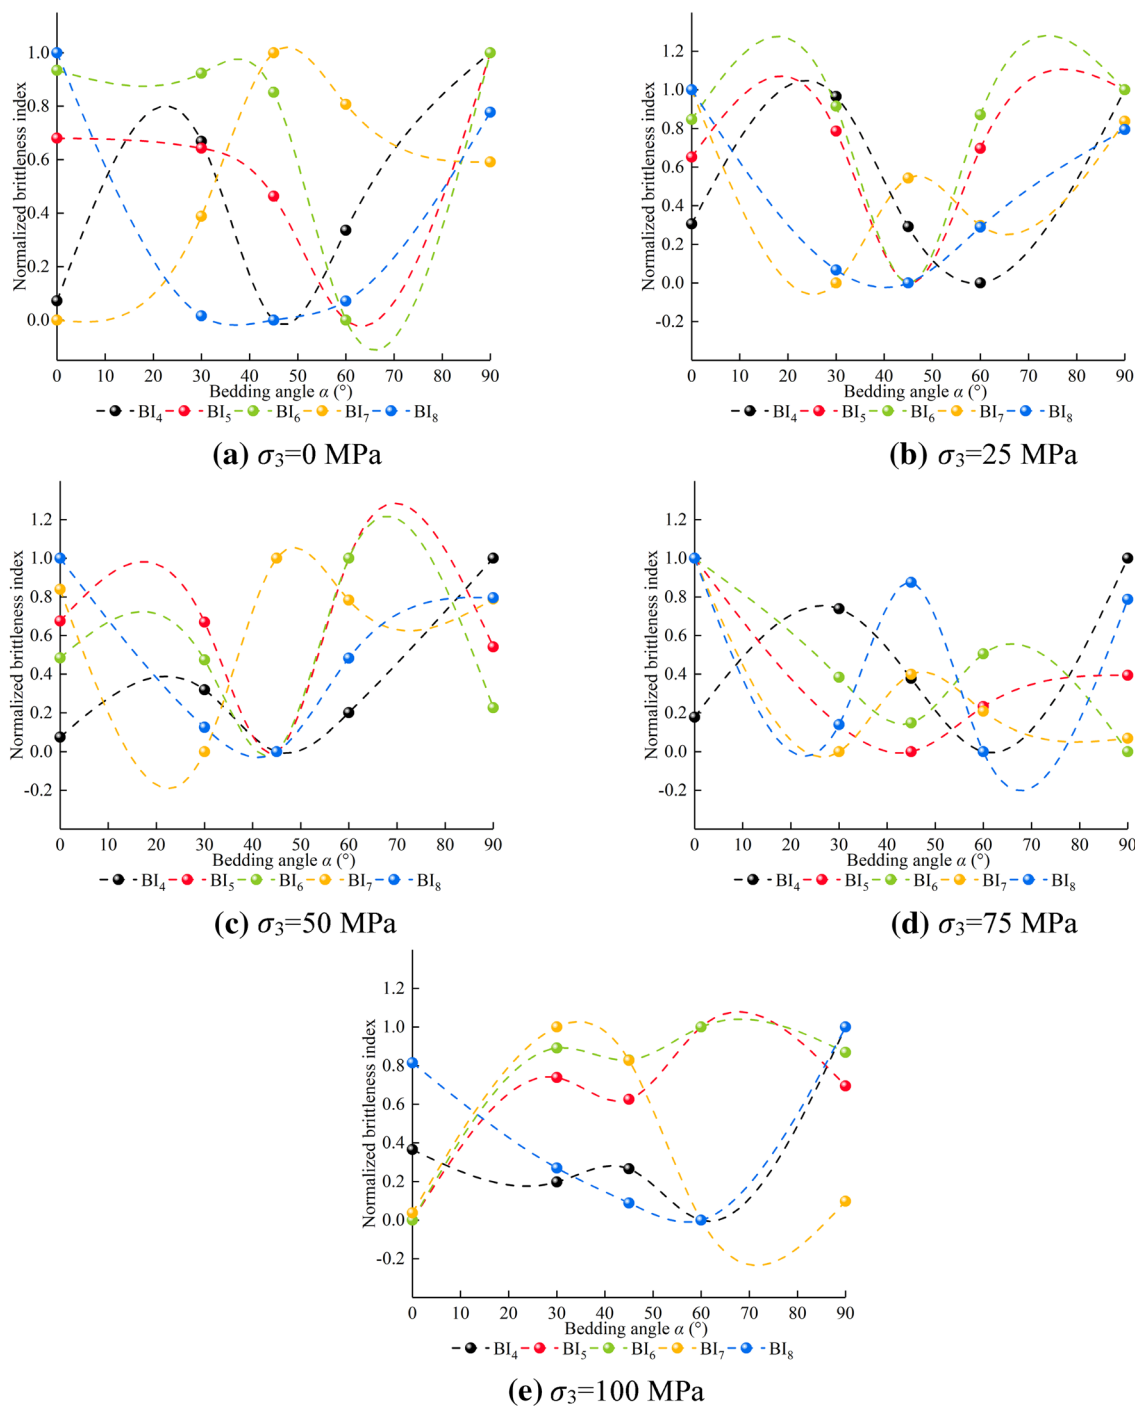 Normalized brittleness index
1.0
0.8
0.6
0.4
0.2
0.0
0 10 20 30 40 50 60 70 80 90
Bedding angle α (°)
BI4 BI5 BI6 BI7 BI8
(a) σ3=0 MPa
Normalized brittleness index
1.2
1.0
0.8
0.6
0.4
0.2
0.0
-0.2
0 10 20 30 40 50 60 70 80 90
Bedding angle α (°)
BI4 BI5 BI6 BI7 BI8
(b) σ3=25 MPa
Normalized brittleness index
1.2
1.0
0.8
0.6
0.4
0.2
0.0
-0.2
0 10 20 30 40 50 60 70 80 90
Bedding angle α (°)
BI4 BI5 BI6 BI7 BI8
(c) σ3=50 MPa
Normalized brittleness index
1.2
1.0
0.8
0.6
0.4
0.2
0.0
-0.2
0 10 20 30 40 50 60 70 80 90
Bedding angle α (°)
BI4 BI5 BI6 BI7 BI8
(d) σ3=75 MPa
Normalized brittleness index
1.2
1.0
0.8
0.6
0.4
0.2
0.0
-0.2
0 10 20 30 40 50 60 70 80 90
Bedding angle α (°)
BI4 BI5 BI6 BI7 BI8
(e) σ3=100 MPa